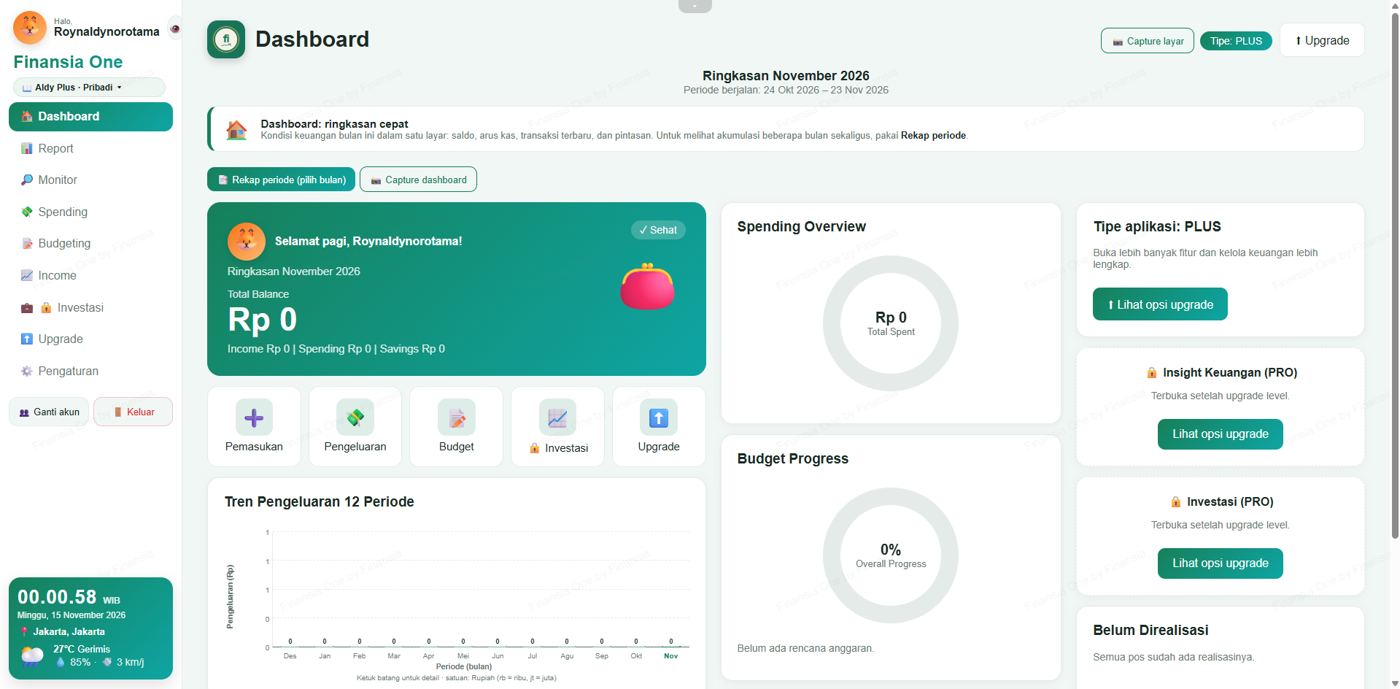 Halo,
Roynaldynorotama
Finansia One
Aldy Plus · Pribadi
Dashboard
Report
Monitor
Spending
Budgeting
Income
Investasi
Upgrade
Pengaturan
Ganti akun
Keluar
00.00.58 WIB
Minggu, 15 November 2026
Jakarta, Jakarta
27°C Gerimis
85% · 3 km/j
fi
Dashboard
Capture layar
Tipe: PLUS
Upgrade
Ringkasan November 2026
Periode berjalan: 24 Okt 2026 – 23 Nov 2026
Dashboard: ringkasan cepat
Kondisi keuangan bulan ini dalam satu layar: saldo, arus kas, transaksi terbaru, dan pintasan. Untuk melihat akumulasi beberapa bulan sekaligus, pakai Rekap periode.
Rekap periode (pilih bulan)
Capture dashboard
Selamat pagi, Roynaldynorotama!
✓ Sehat
Ringkasan November 2026
Total Balance
Rp 0
Income Rp 0 | Spending Rp 0 | Savings Rp 0
Pemasukan
Pengeluaran
Budget
Investasi
Upgrade
Tren Pengeluaran 12 Periode
Pengeluaran (Rp)
1
1
1
0
0
0 0 0 0 0 0 0 0 0 0 0 0
Des Jan Feb Mar Apr Mei Jun Jul Agu Sep Okt Nov
Periode (bulan)
Ketuk batang untuk detail · satuan: Rupiah (rb = ribu, jt = juta)
Spending Overview
Rp 0
Total Spent
Budget Progress
0%
Overall Progress
Belum ada rencana anggaran.
Tipe aplikasi: PLUS
Buka lebih banyak fitur dan kelola keuangan lebih
lengkap.
Lihat opsi upgrade
Insight Keuangan (PRO)
Terbuka setelah upgrade level.
Lihat opsi upgrade
Investasi (PRO)
Terbuka setelah upgrade level.
Lihat opsi upgrade
Belum Direalisasi
Semua pos sudah ada realisasinya.
Finansia One by Finansia